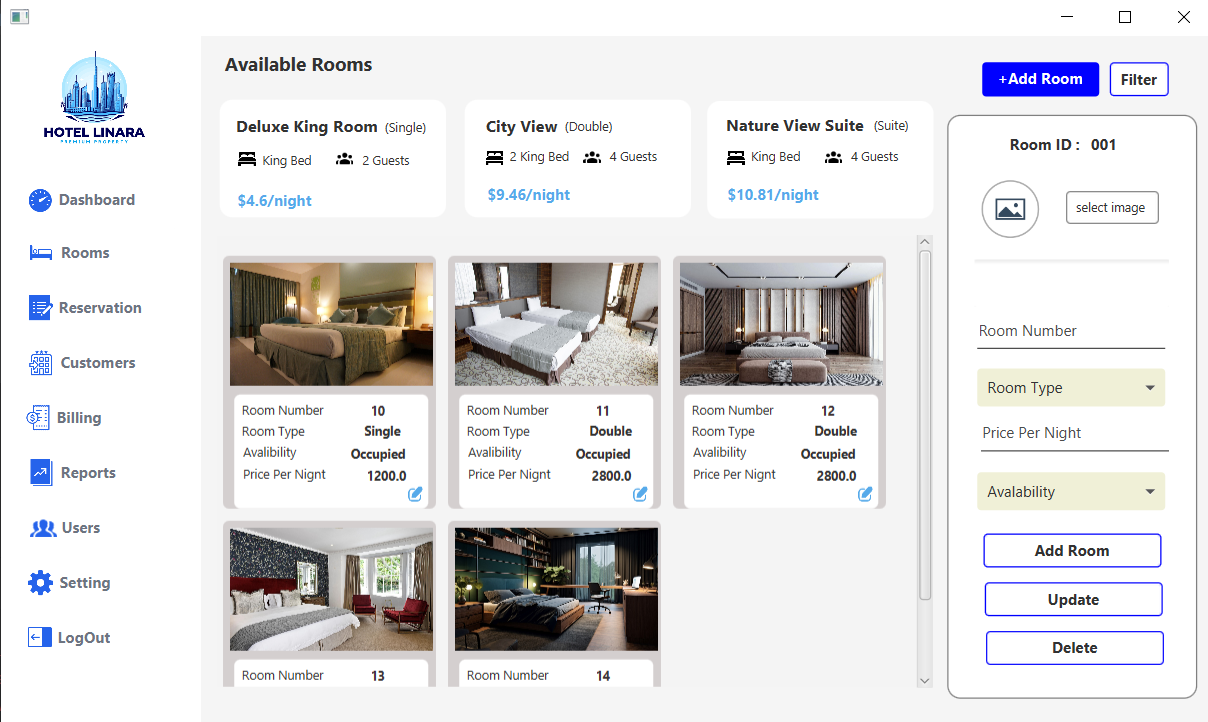 HOTEL LINARA
PREMIUM PROPERTY
Dashboard
Rooms
Reservation
Customers
Billing
Reports
Users
Setting
LogOut
Available Rooms
+Add Room
Filter
Deluxe King Room (Single)
King Bed 2 Guests
$4.6/night
City View (Double)
2 King Bed 4 Guests
$9.46/night
Nature View Suite (Suite)
King Bed 4 Guests
$10.81/night
Room Number 10
Room Type Single
Avalibility Occupied
Price Per Nignt 1200.0
Room Number 11
Room Type Double
Avalibility Occupied
Price Per Nignt 2800.0
Room Number 12
Room Type Double
Avalibility Occupied
Price Per Nignt 2800.0
Room Number 13
Room Number 14
Room ID : 001
select image
Room Number
Room Type
Price Per Night
Avalability
Add Room
Update
Delete